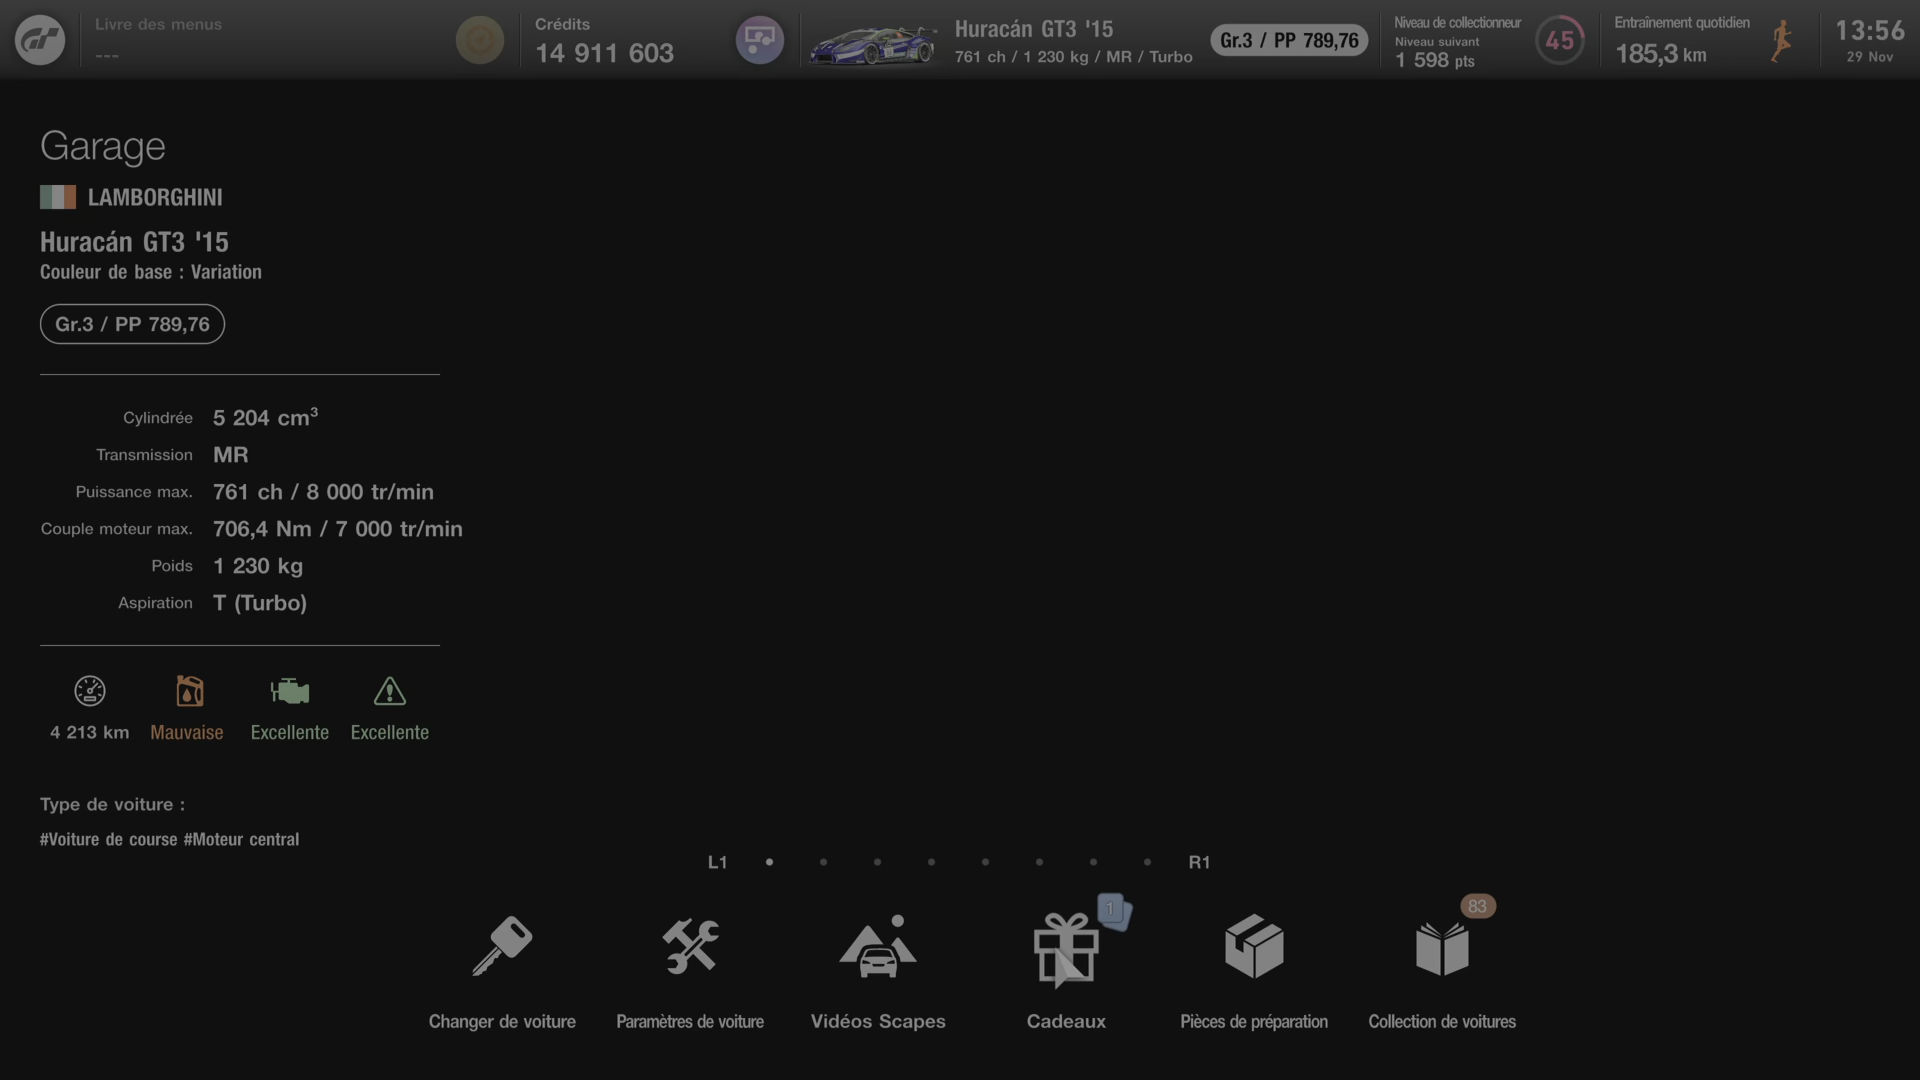 Livre des menus
---
Crédits
14 911 603
Huracán GT3 '15
761 ch / 1 230 kg / MR / Turbo
Gr.3 / PP 789,76
Niveau de collectionneur
Niveau suivant
1 598 pts
45
Entraînement quotidien
185,3 km
13:56
29 Nov
Garage
LAMBORGHINI
Huracán GT3 '15
Couleur de base : Variation
Gr.3 / PP 789,76
Cylindrée 5 204 cm³
Transmission MR
Puissance max. 761 ch / 8 000 tr/min
Couple moteur max. 706,4 Nm / 7 000 tr/min
Poids 1 230 kg
Aspiration T (Turbo)
4 213 km Mauvaise Excellente Excellente
Type de voiture :
#Voiture de course #Moteur central
L1 R1
1
83
Changer de voiture
Paramètres de voiture
Vidéos Scapes
Cadeaux
Pièces de préparation
Collection de voitures